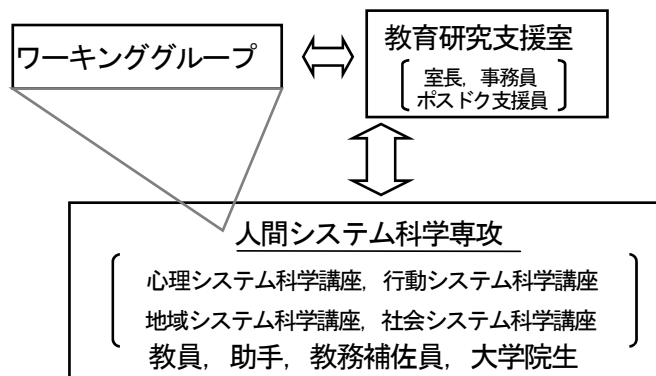 ワーキンググループ
教育研究支援室
室長, 事務員
ポスドク支援員
人間システム科学専攻
心理システム科学講座, 行動システム科学講座
地域システム科学講座, 社会システム科学講座
教員, 助手, 教務補佐員, 大学院生